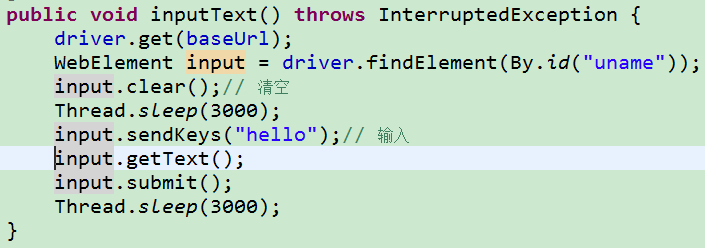 public void inputText() throws InterruptedException {
    driver.get(baseUrl);
    WebElement input = driver.findElement(By.id("uname"));
    input.clear();// 清空
    Thread.sleep(3000);
    input.sendKeys("hello");// 输入
    input.getText();
    input.submit();
    Thread.sleep(3000);
}